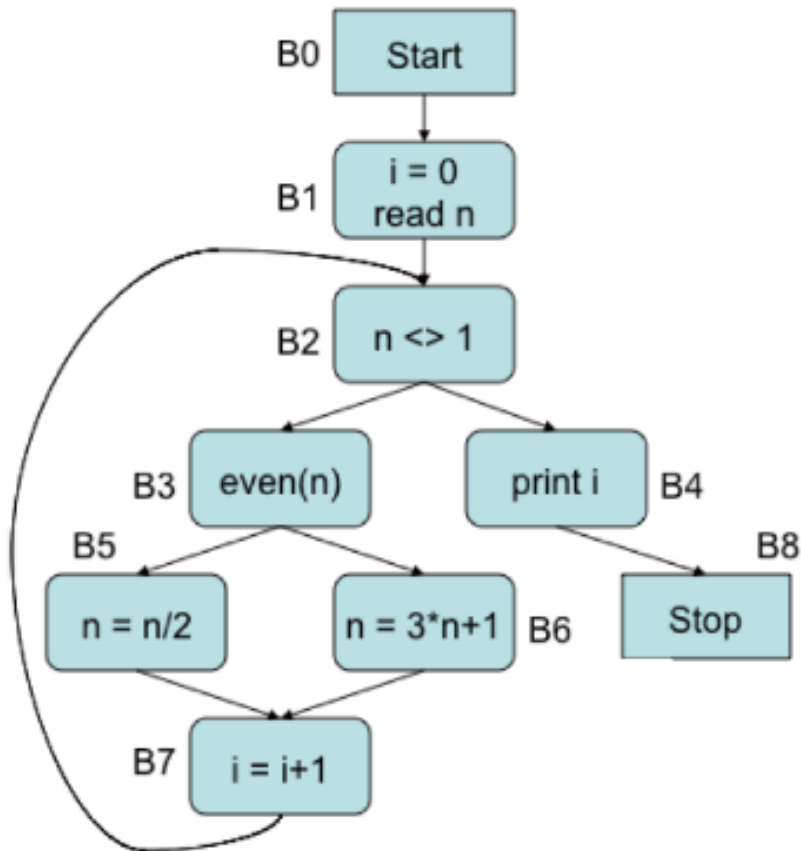 B0
Start
B1
i = 0
read n
B2
n <> 1
B3
even(n)
print i
B4
B5
B8
n = n/2
n = 3*n+1
B6
Stop
B7
i = i+1